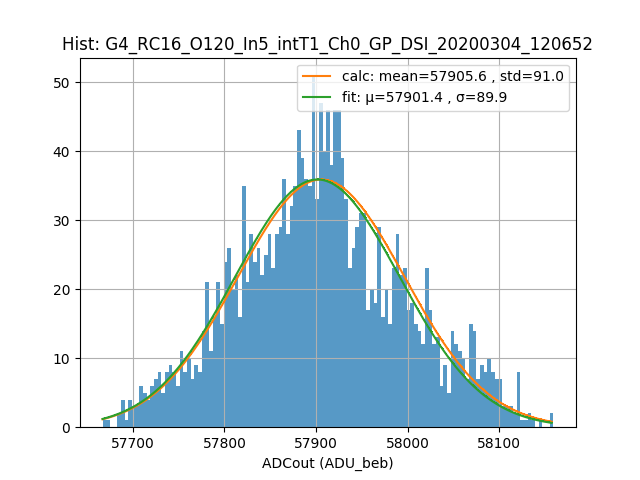 Hist: G4_RC16_O120_In5_intT1_Ch0_GP_DSI_20200304_120652
calc: mean=57905.6 , std=91.0
fit: μ=57901.4 , σ=89.9
50
40
30
20
10
0
57700 57800 57900 58000 58100
ADCout (ADU_beb)